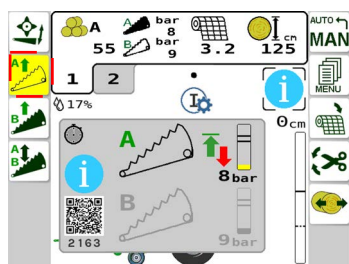 A A bar 8
55 B bar 9 3.2 cm 125
AUTO
MAN
1 2
17%
I
i
0cm
MENU
A
B
A
B
i
A
8bar
B
9bar
2163